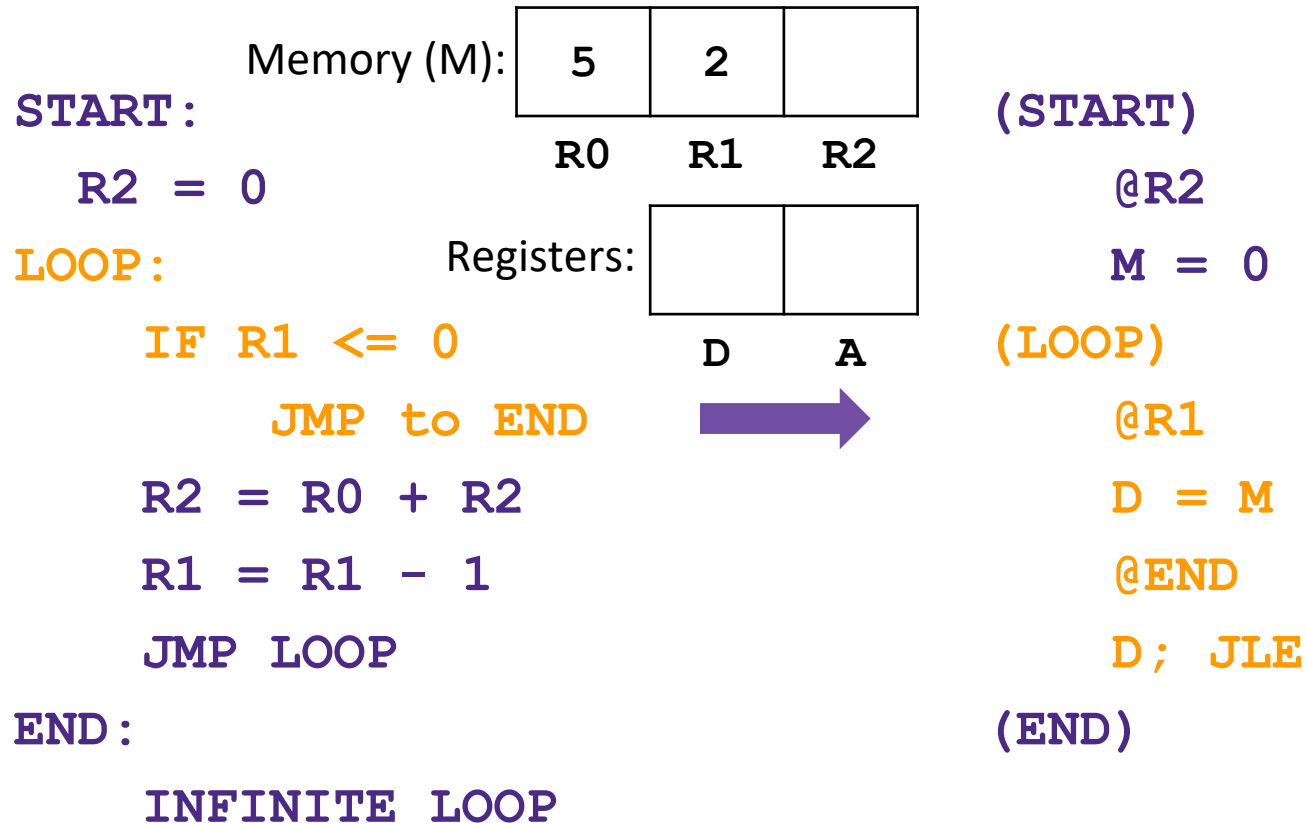 Memory (M): 5 2
R0 R1 R2
Registers:
D A
START:
R2 = 0
LOOP:
IF R1 <= 0
JMP to END
R2 = R0 + R2
R1 = R1 - 1
JMP LOOP
END:
INFINITE LOOP
(START)
@R2
M = 0
(LOOP)
@R1
D = M
@END
D; JLE
(END)